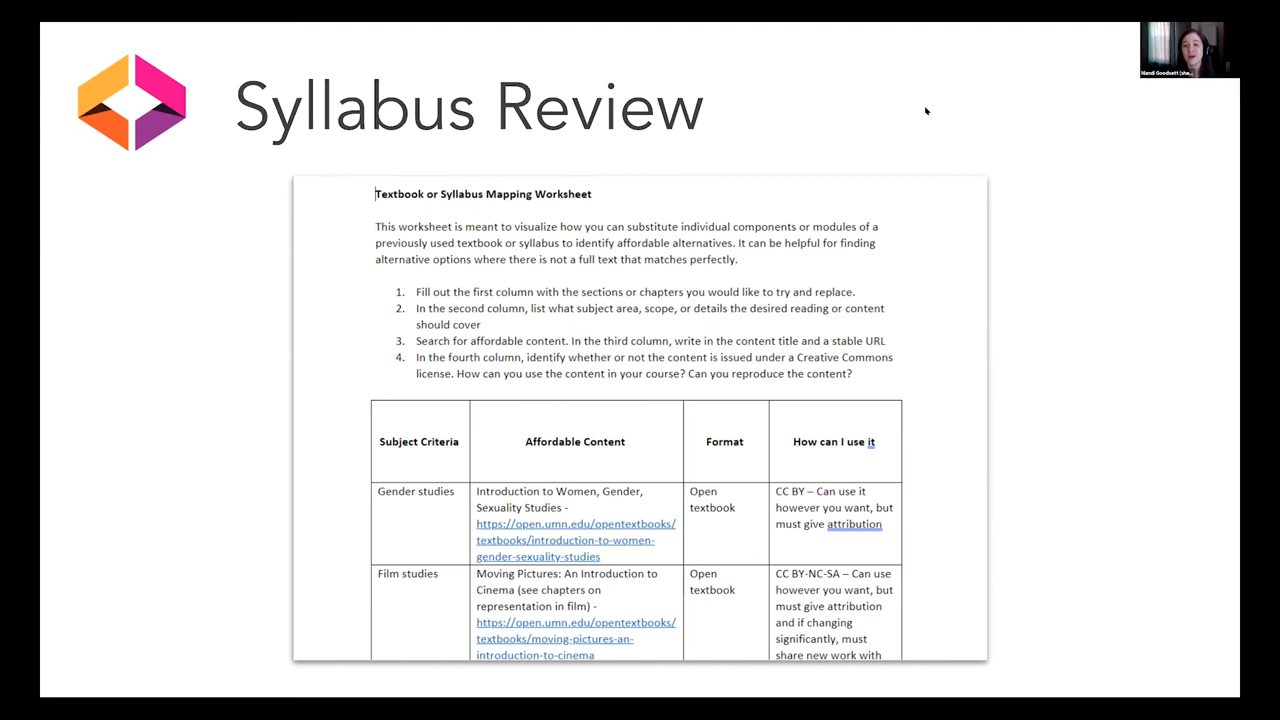 Mandi Goodsett (she...
Syllabus Review
Textbook or Syllabus Mapping Worksheet
This worksheet is meant to visualize how you can substitute individual components or modules of a
previously used textbook or syllabus to identify affordable alternatives. It can be helpful for finding
alternative options where there is not a full text that matches perfectly.
1. Fill out the first column with the sections or chapters you would like to try and replace.
2. In the second column, list what subject area, scope, or details the desired reading or content
should cover
3. Search for affordable content. In the third column, write in the content title and a stable URL
4. In the fourth column, identify whether or not the content is issued under a Creative Commons
license. How can you use the content in your course? Can you reproduce the content?
Subject Criteria
Affordable Content
Format
How can I use it
Gender studies
Introduction to Women, Gender,
Sexuality Studies -
https://open.umn.edu/opentextbooks/
textbooks/introduction-to-women-
gender-sexuality-studies
Open
textbook
CC BY – Can use it
however you want, but
must give attribution
Film studies
Moving Pictures: An Introduction to
Cinema (see chapters on
representation in film) -
https://open.umn.edu/opentextbooks/
textbooks/moving-pictures-an-
introduction-to-cinema
Open
textbook
CC BY-NC-SA – Can use
however you want, but
must give attribution
and if changing
significantly, must
share new work with